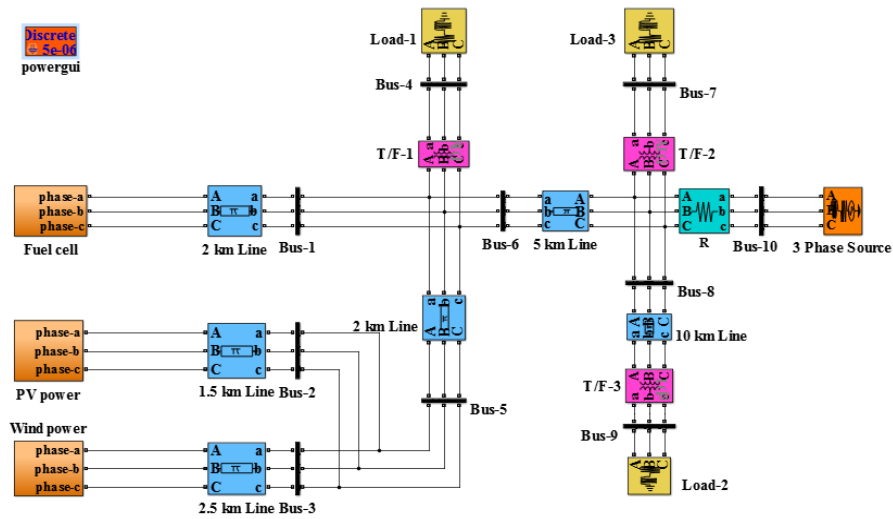 Discrete
5e-06
powergui
Load-1
A B C
Bus-4
T/F-1
a b c
A B C
Load-3
A B C
Bus-7
T/F-2
a b c
A B C
phase-a
phase-b
phase-c
Fuel cell
A a
B π b
C c
2 km Line
Bus-1
Bus-6
a A
b π B
c C
5 km Line
A a
B b
C c
R
Bus-10
A
B
C
3 Phase Source
a b c
π
A B C
2 km Line
Bus-5
Bus-8
A B C
a b c
10 km Line
A B C
a b c
T/F-3
Bus-9
A B C
Load-2
phase-a
phase-b
phase-c
PV power
A a
B π b
C c
1.5 km Line
Bus-2
Wind power
phase-a
phase-b
phase-c
A a
B π b
C c
2.5 km Line
Bus-3